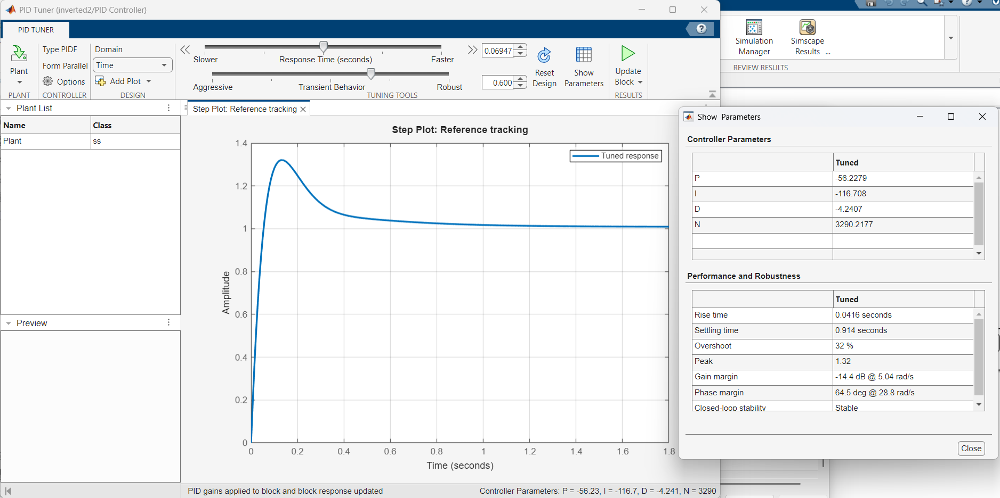 PID Tuner (inverted2/PID Controller)
PID TUNER
Plant
PLANT
Type PIDF
Form Parallel
Options
CONTROLLER
Domain
Time
Add Plot
DESIGN
Slower
Response Time (seconds)
Faster
0.06947
Aggressive
Transient Behavior
Robust
0.600
TUNING TOOLS
Reset
Design
Show
Parameters
Update
Block
RESULTS
Simulation
Manager
Simscape
Results ...
REVIEW RESULTS
Plant List
Name Class
Plant ss
Preview
Step Plot: Reference tracking
Step Plot: Reference tracking
Tuned response
1.4
1.2
1
0.8
0.6
0.4
0.2
0
Amplitude
0 0.2 0.4 0.6 0.8 1 1.2 1.4 1.6 1.8
Time (seconds)
PID gains applied to block and block response updated
Controller Parameters: P = -56.23, I = -116.7, D = -4.241, N = 3290
Show Parameters
Controller Parameters
Tuned
P -56.2279
I -116.708
D -4.2407
N 3290.2177
Performance and Robustness
Tuned
Rise time 0.0416 seconds
Settling time 0.914 seconds
Overshoot 32 %
Peak 1.32
Gain margin -14.4 dB @ 5.04 rad/s
Phase margin 64.5 deg @ 28.8 rad/s
Closed-loop stability Stable
Close